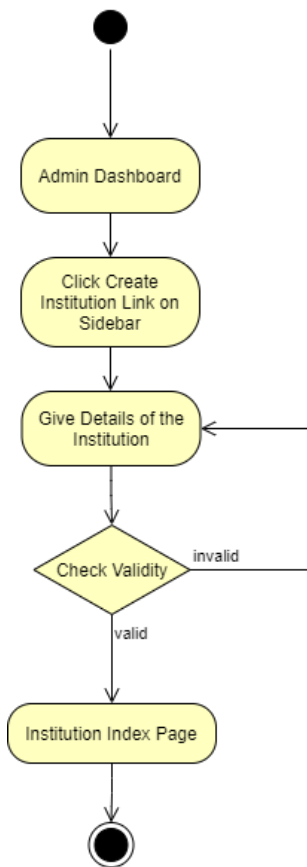 Admin Dashboard
Click Create
Institution Link on
Sidebar
Give Details of the
Institution
Check Validity
invalid
valid
Institution Index Page